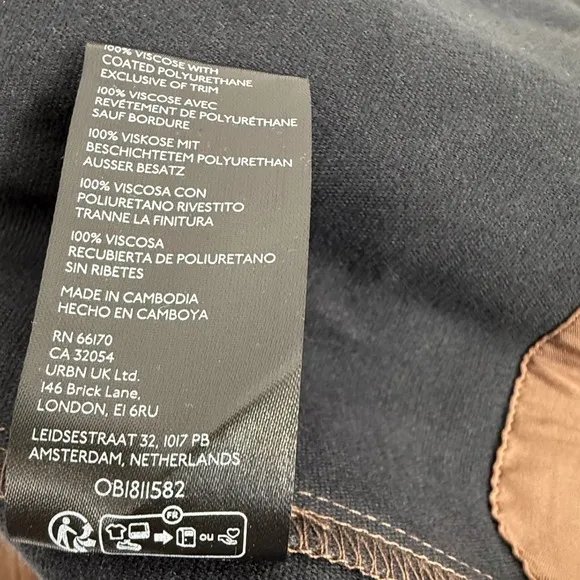 100% VISCOSE WITH
COATED POLYURETHANE
EXCLUSIVE OF TRIM
100% VISCOSE AVEC
REVÊTEMENT DE POLYURÉTHANE
SAUF BORDURE
100% VISKOSE MIT
BESCHICHTETEM POLYURETHAN
AUSSER BESATZ
100% VISCOSA CON
POLIURETANO RIVESTITO
TRANNE LA FINITURA
100% VISCOSA
RECUBIERTA DE POLIURETANO
SIN RIBETES
MADE IN CAMBODIA
HECHO EN CAMBOYA
RN 66170
CA 32054
URBN UK Ltd.
146 Brick Lane,
LONDON, E1 6RU
LEIDSESTRAAT 32, 1017 PB
AMSTERDAM, NETHERLANDS
OB1811582
FR
ou